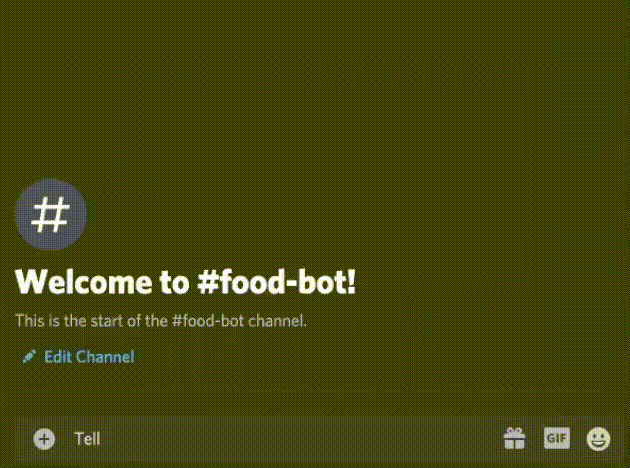 #
Welcome to #food-bot!
This is the start of the #food-bot channel.
Edit Channel
Tell
GIF